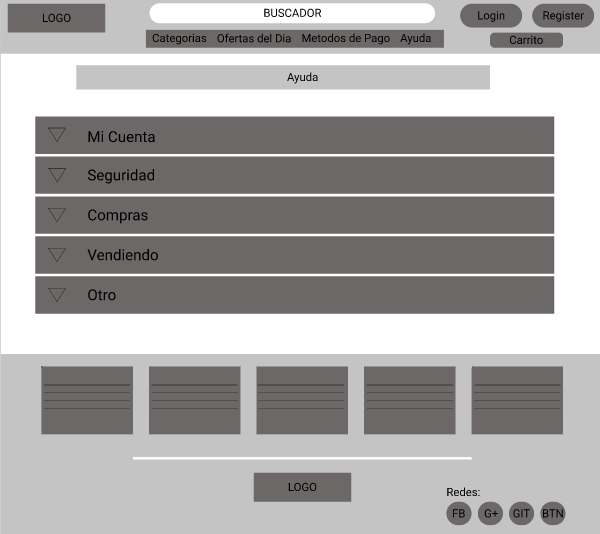 LOGO
BUSCADOR
Login
Register
Categorias Ofertas del Dia Metodos de Pago Ayuda
Carrito
Ayuda
Mi Cuenta
Seguridad
Compras
Vendiendo
Otro
LOGO
Redes:
FB G+ GIT BTN